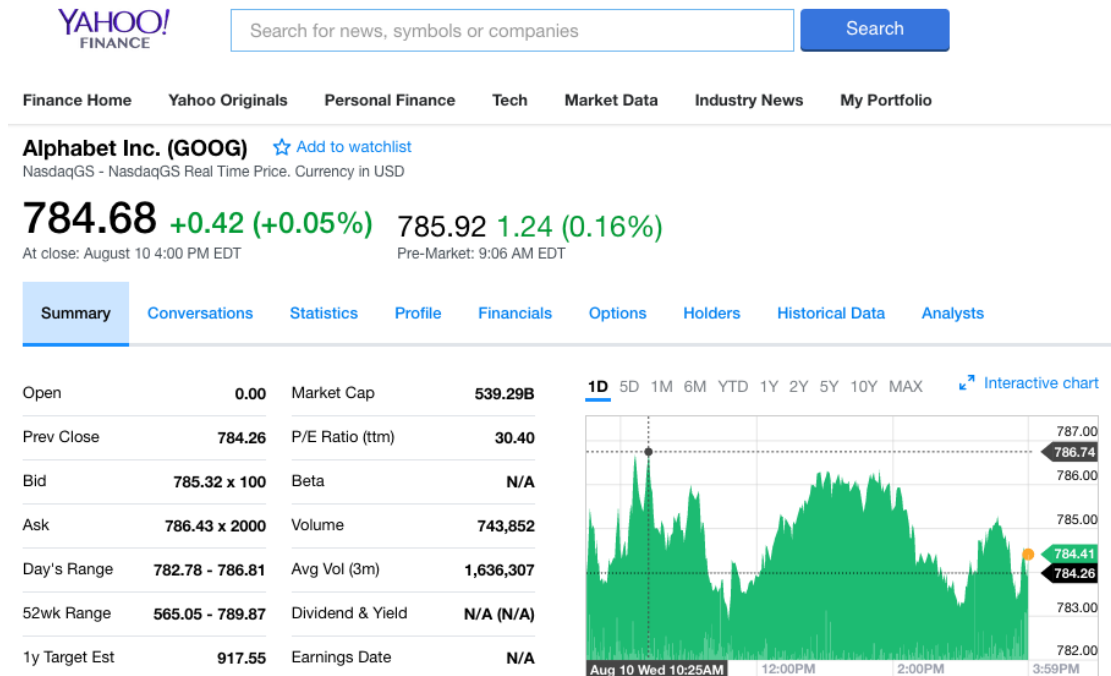 YAHOO!
FINANCE
Search for news, symbols or companies
Search
Finance Home Yahoo Originals Personal Finance Tech Market Data Industry News My Portfolio
Alphabet Inc. (GOOG) Add to watchlist
NasdaqGS - NasdaqGS Real Time Price. Currency in USD
784.68 +0.42 (+0.05%) 785.92 1.24 (0.16%)
At close: August 10 4:00 PM EDT Pre-Market: 9:06 AM EDT
Summary Conversations Statistics Profile Financials Options Holders Historical Data Analysts
Open 0.00
Prev Close 784.26
Bid 785.32 x 100
Ask 786.43 x 2000
Day's Range 782.78 - 786.81
52wk Range 565.05 - 789.87
1y Target Est 917.55
Market Cap 539.29B
P/E Ratio (ttm) 30.40
Beta N/A
Volume 743,852
Avg Vol (3m) 1,636,307
Dividend & Yield N/A (N/A)
Earnings Date N/A
1D 5D 1M 6M YTD 1Y 2Y 5Y 10Y MAX Interactive chart
787.00
786.74
786.00
785.00
784.41
784.26
783.00
782.00
Aug 10 Wed 10:25AM 12:00PM 2:00PM 3:59PM